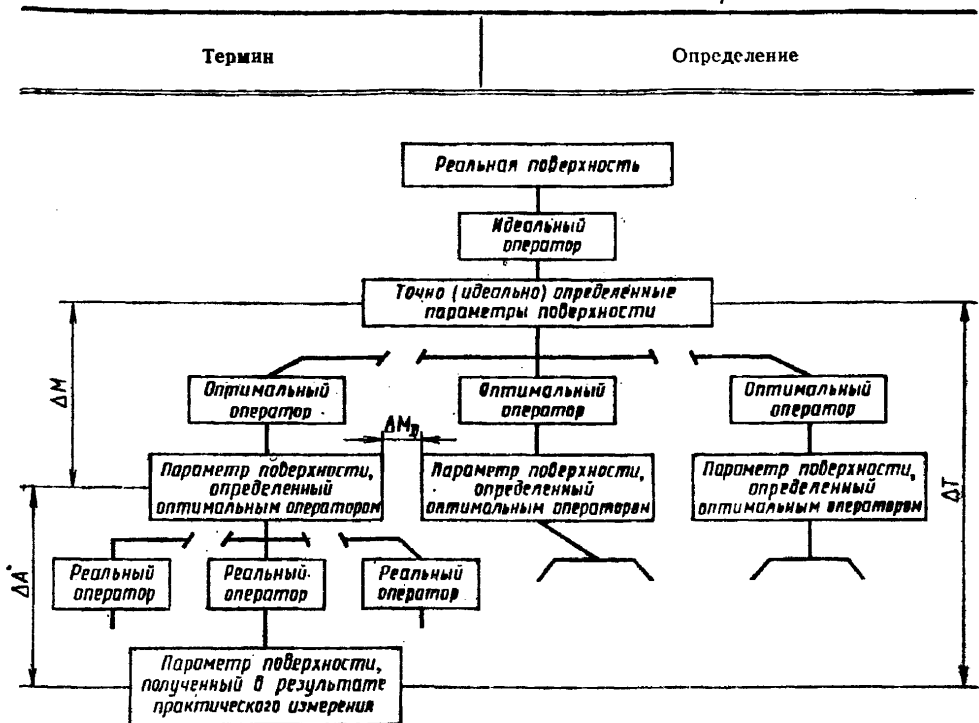 Термин
Определение
Реальная поверхность
Идеальный
оператор
Точно (идеально) определенные
параметры поверхности
ΔM
Оптимальный
оператор
Оптимальный
оператор
Оптимальный
оператор
ΔM
Параметр поверхности,
определенный
оптимальным оператором
Параметр поверхности,
определенный
оптимальным оператором
Параметр поверхности,
определенный
оптимальным оператором
ΔT
ΔA
Реальный
оператор
Реальный
оператор
Реальный
оператор
Параметр поверхности,
полученный в результате
практического измерения